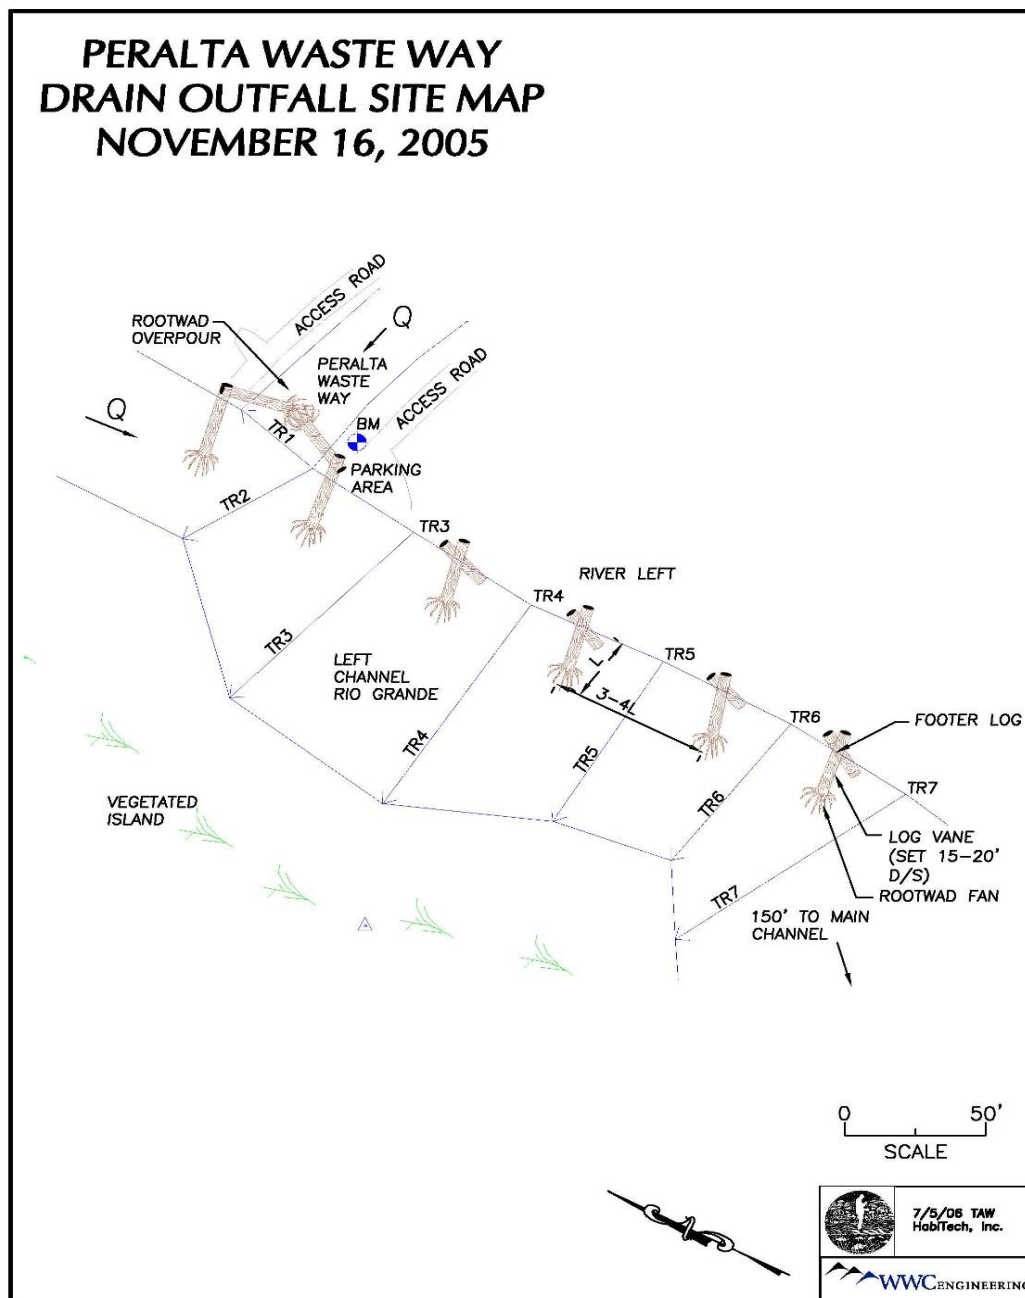 PERALTA WASTE WAY
DRAIN OUTFALL SITE MAP
NOVEMBER 16, 2005
ACCESS ROAD
ROOTWAD
OVERPOUR
Q
PERALTA
WASTE
WAY
ACCESS ROAD
Q
BM
TR1
PARKING
AREA
TR2
TR3
RIVER LEFT
TR4
TR3
LEFT
CHANNEL
RIO GRANDE
L
TR5
3-4L
TR4
TR5
TR6
FOOTER LOG
TR6
TR7
VEGETATED
ISLAND
LOG VANE
(SET 15-20'
D/S)
ROOTWAD FAN
TR7
150' TO MAIN
CHANNEL
0 50'
SCALE
7/5/06 TAW
HabiTech, Inc.
WWC ENGINEERING